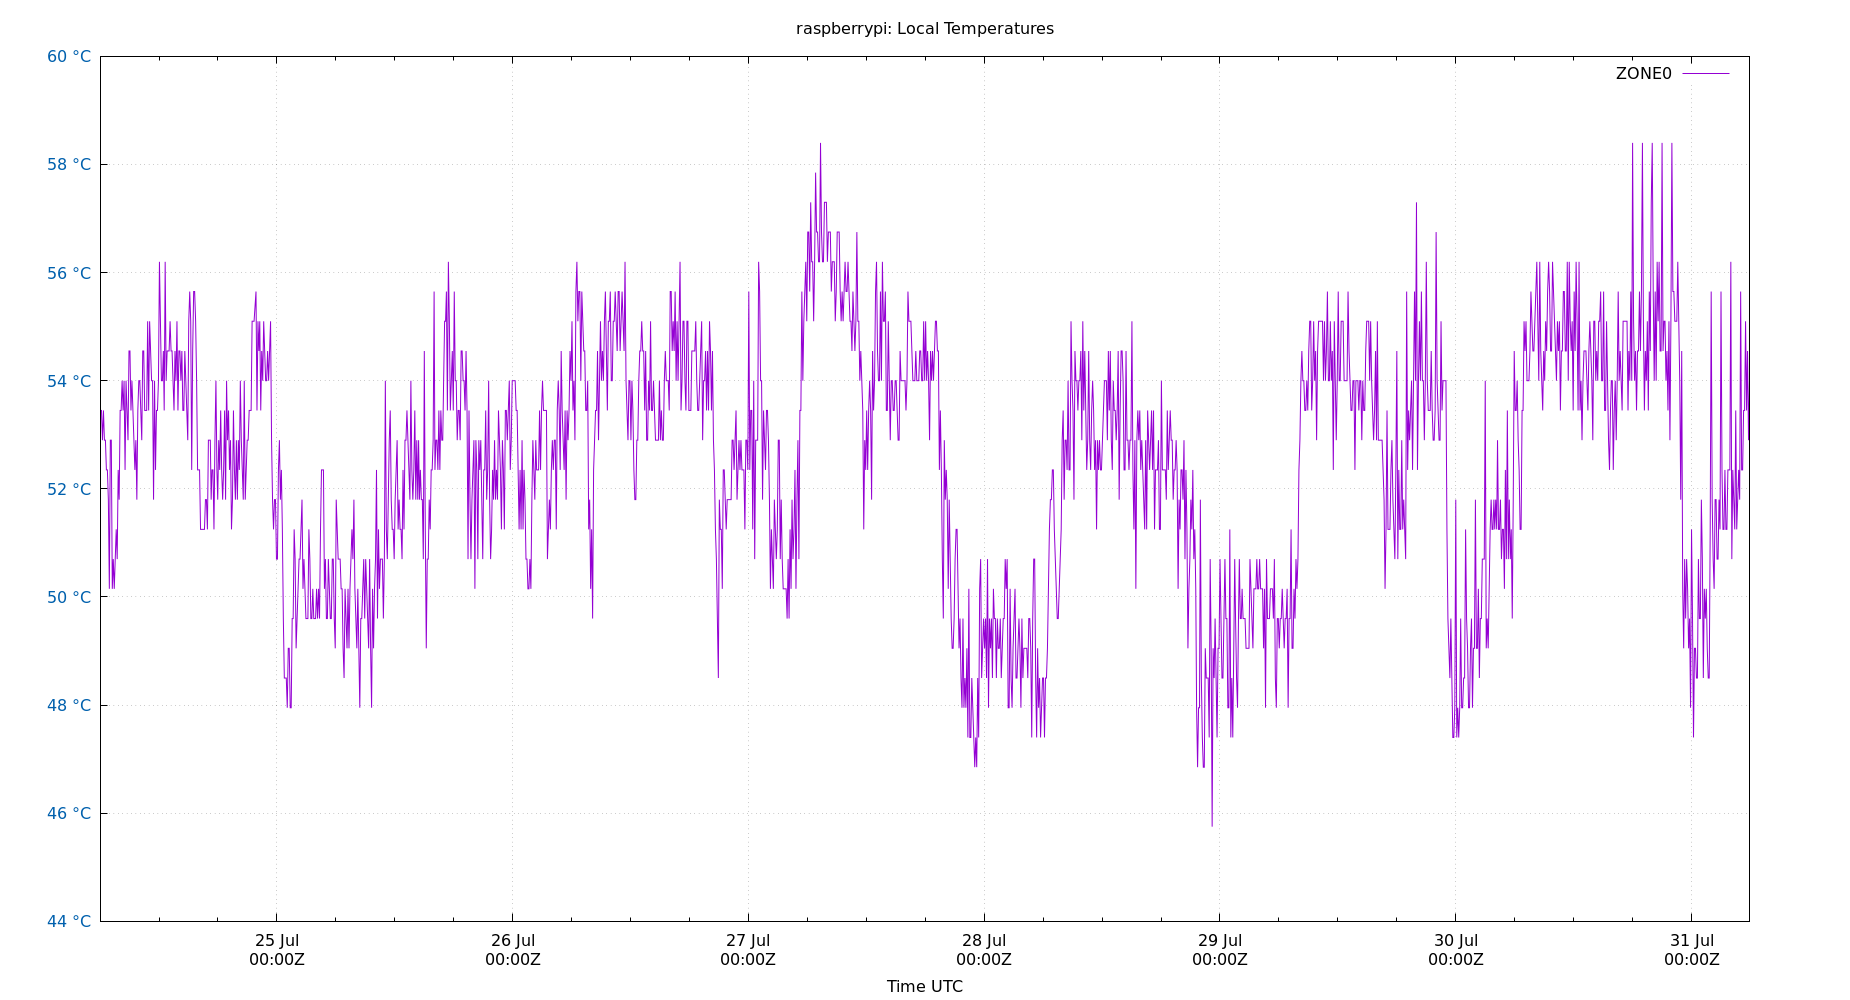 raspberrypi: Local Temperatures
60 °C
ZONE0
58 °C
56 °C
54 °C
52 °C
50 °C
48 °C
46 °C
44 °C
25 Jul 26 Jul 27 Jul 28 Jul 29 Jul 30 Jul 31 Jul
00:00Z 00:00Z 00:00Z 00:00Z 00:00Z 00:00Z 00:00Z
Time UTC